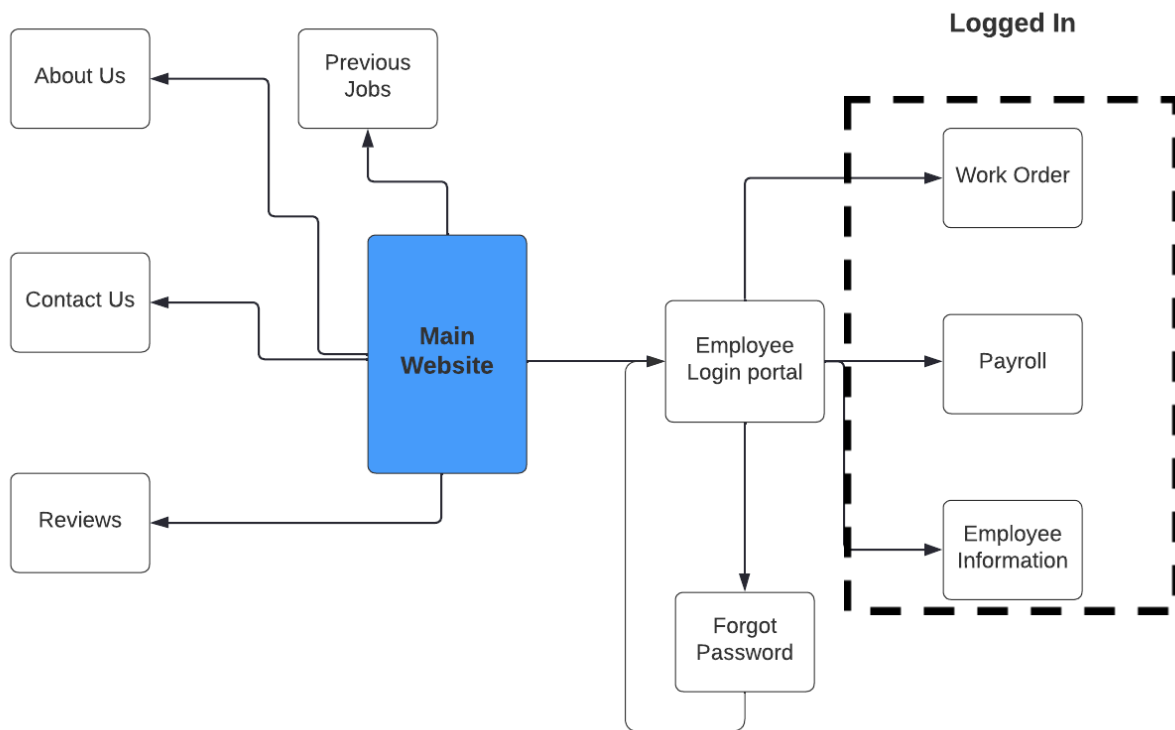 Logged In
About Us
Previous
Jobs
Work Order
Contact Us
Main
Website
Employee
Login portal
Payroll
Reviews
Employee
Information
Forgot
Password